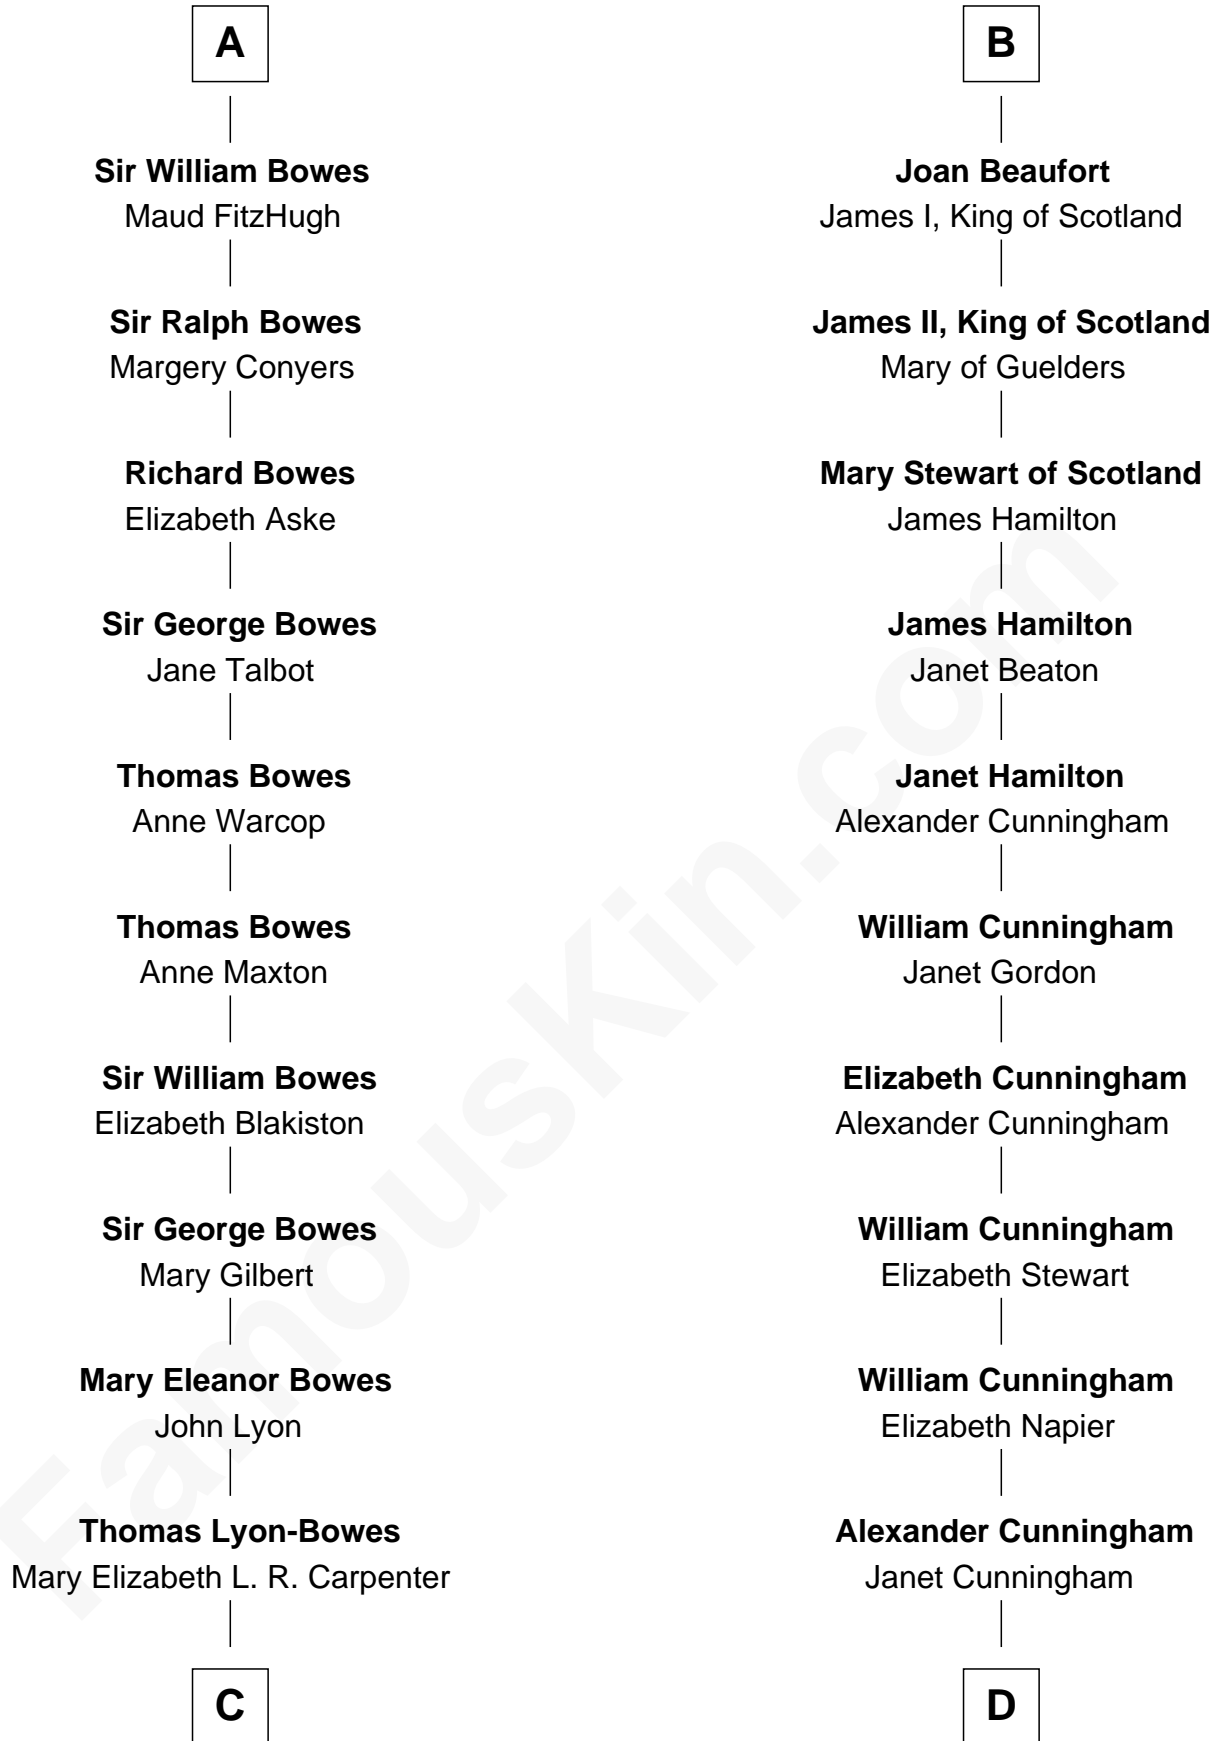 A
Sir William Bowes
Maud FitzHugh
Sir Ralph Bowes
Margery Conyers
Richard Bowes
Elizabeth Aske
Sir George Bowes
Jane Talbot
Thomas Bowes
Anne Warcop
Thomas Bowes
Anne Maxton
Sir William Bowes
Elizabeth Blakiston
Sir George Bowes
Mary Gilbert
Mary Eleanor Bowes
John Lyon
Thomas Lyon-Bowes
Mary Elizabeth L. R. Carpenter
C
B
Joan Beaufort
James I, King of Scotland
James II, King of Scotland
Mary of Guelders
Mary Stewart of Scotland
James Hamilton
James Hamilton
Janet Beaton
Janet Hamilton
Alexander Cunningham
William Cunningham
Janet Gordon
Elizabeth Cunningham
Alexander Cunningham
William Cunningham
Elizabeth Stewart
William Cunningham
Elizabeth Napier
Alexander Cunningham
Janet Cunningham
D
FamousKin.com